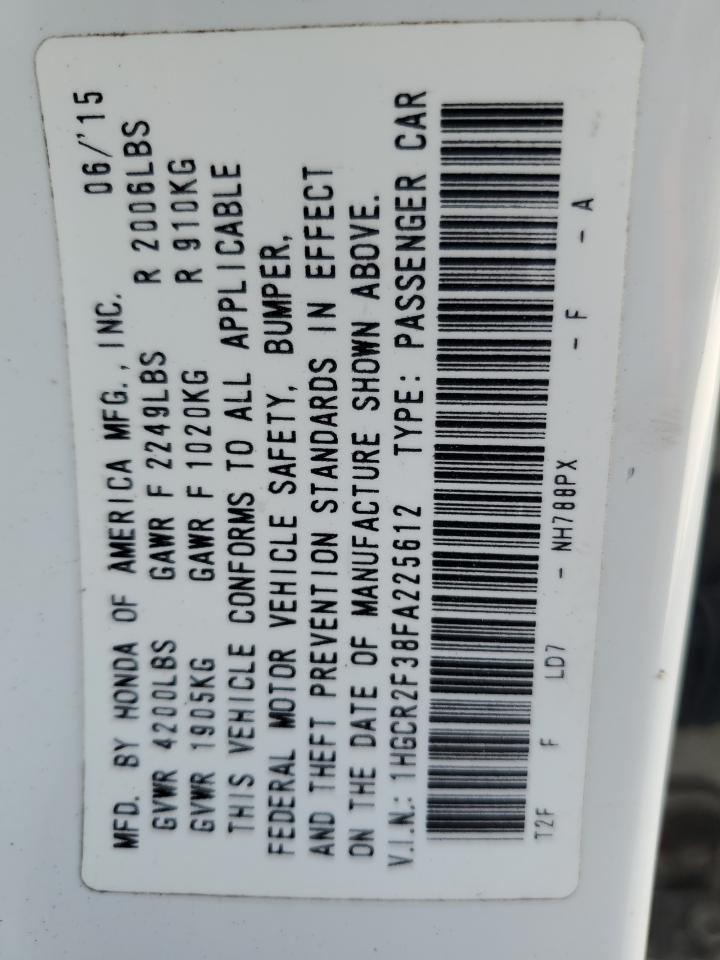 MFD. BY HONDA OF AMERICA MFG., INC. 06/'15
GVWR 4200LBS GAWR F 2249LBS R 2006LBS
GVWR 1905KG GAWR F 1020KG R 910KG
THIS VEHICLE CONFORMS TO ALL APPLICABLE
FEDERAL MOTOR VEHICLE SAFETY, BUMPER,
AND THEFT PREVENTION STANDARDS IN EFFECT
ON THE DATE OF MANUFACTURE SHOWN ABOVE.
V.I.N.: 1HGCR2F38FA225612 TYPE: PASSENGER CAR
T2F F LD7 - NH788PX - F - A